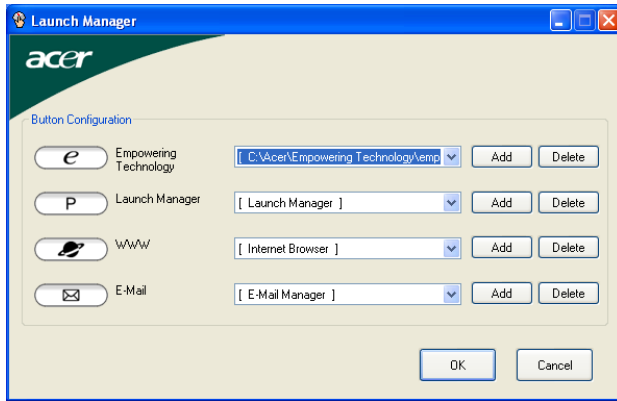 Launch Manager
acer
Button Configuration
e Empowering Technology [ C:\Acer\Empowering Technology\emp Add Delete
P Launch Manager [ Launch Manager ] Add Delete
WWW [ Internet Browser ] Add Delete
E-Mail [ E-Mail Manager ] Add Delete
OK Cancel